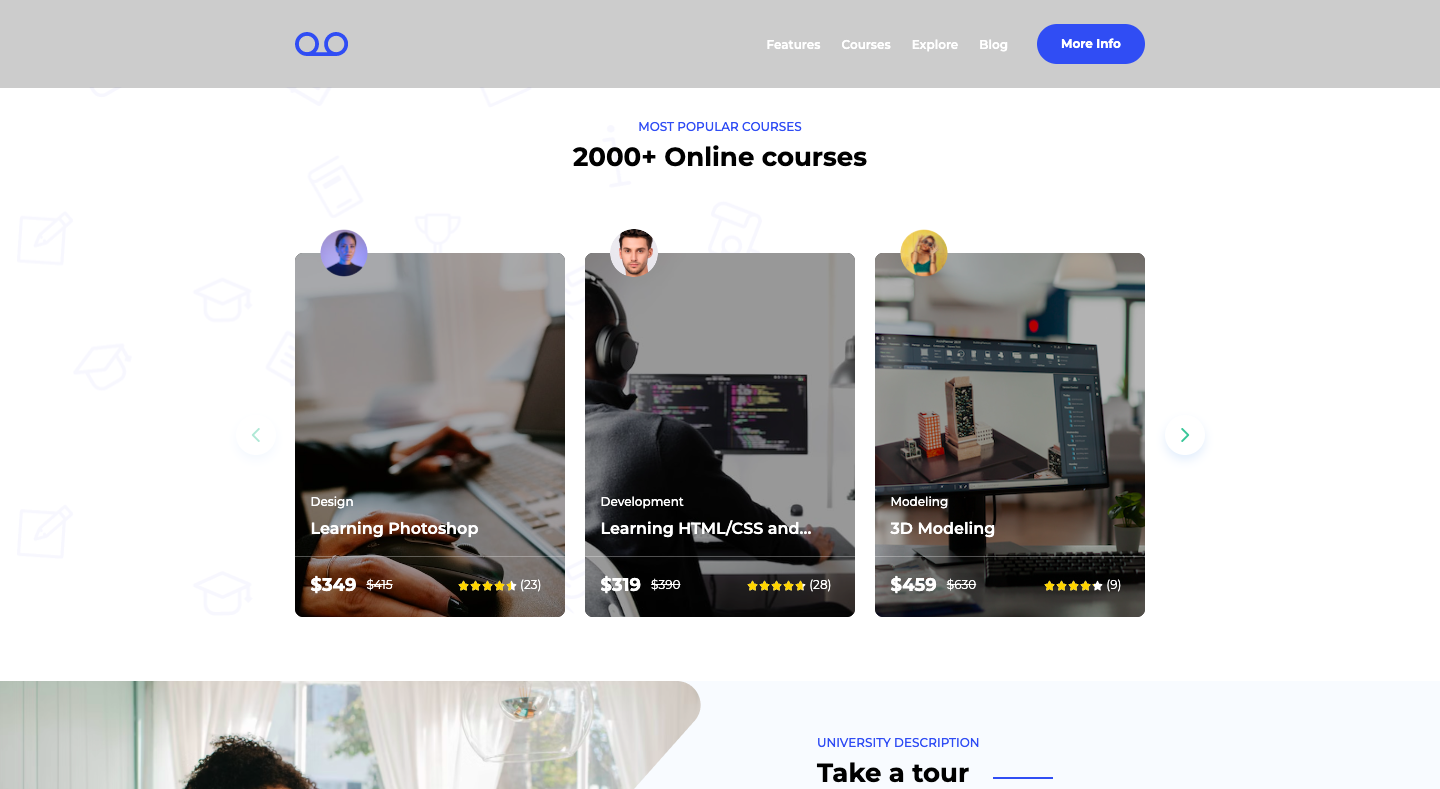 Features Courses Explore Blog More Info
MOST POPULAR COURSES
2000+ Online courses
Design
Learning Photoshop
$349 $415 (23)
Development
Learning HTML/CSS and...
$319 $390 (28)
Modeling
3D Modeling
$459 $630 (9)
UNIVERSITY DESCRIPTION
Take a tour